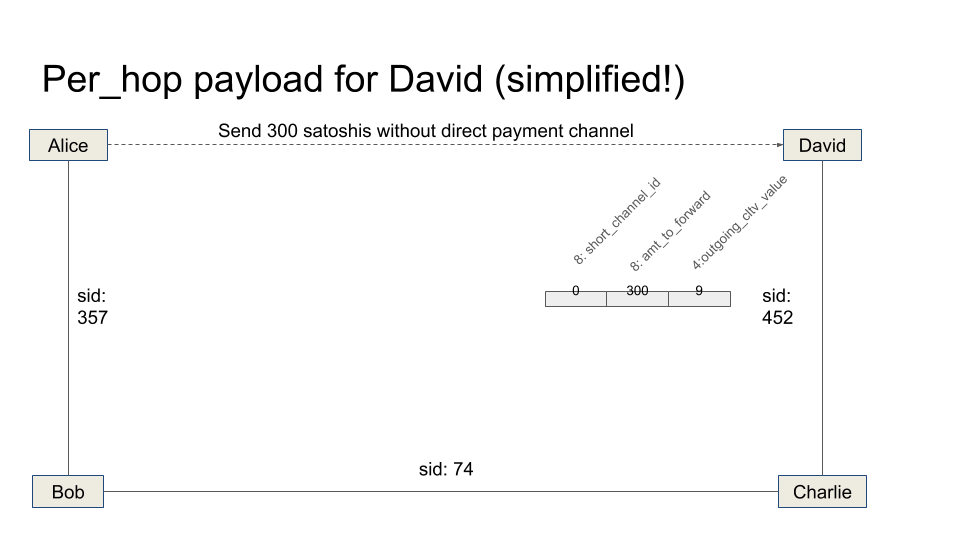 Per_hop payload for David (simplified!)
Send 300 satoshis without direct payment channel
Alice
David
8: short_channel_id
8: amt_to_forward
4:outgoing_cltv_value
0
300
9
sid:
357
sid:
452
sid: 74
Bob
Charlie